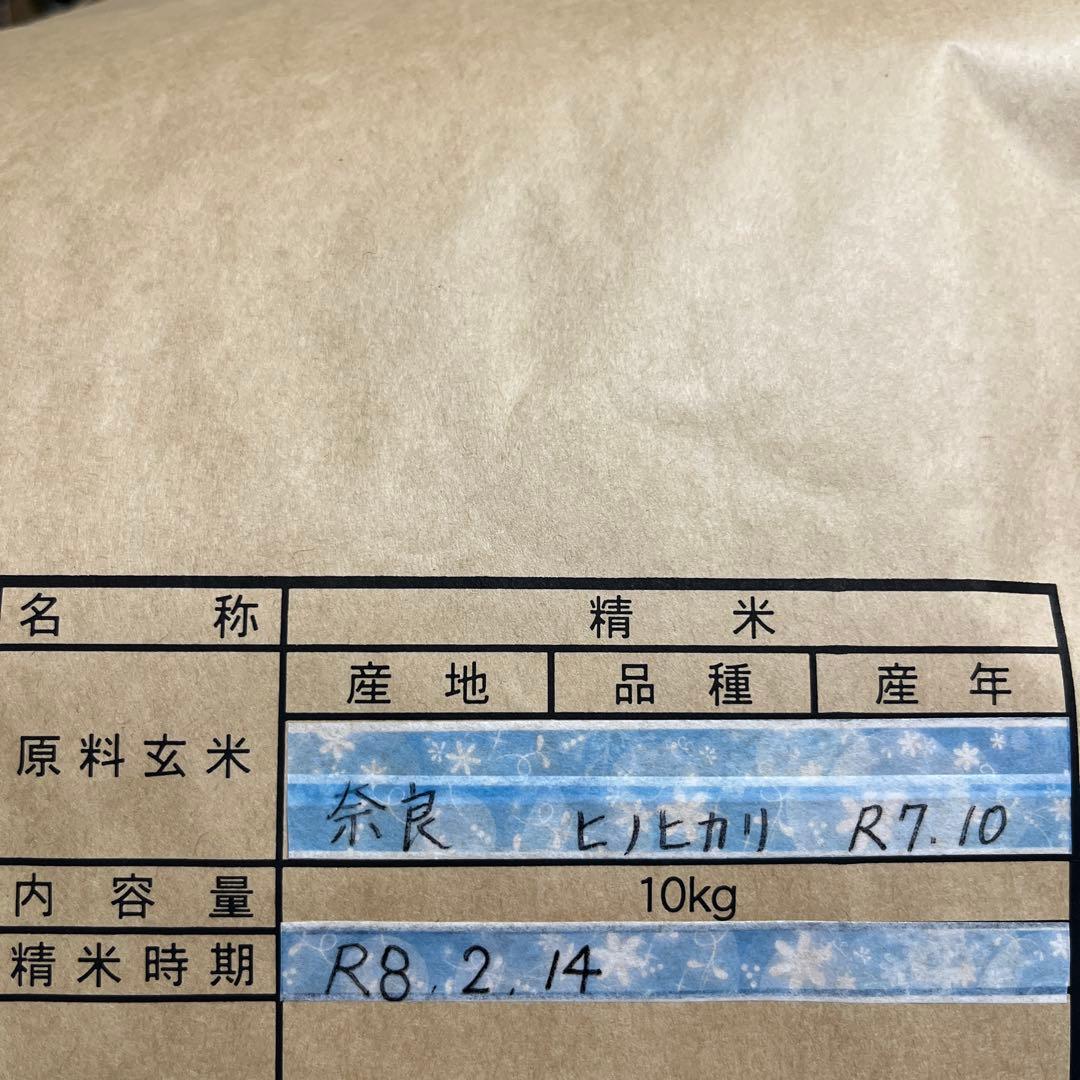 名称 精米
産地 品種 産年
原料玄米 奈良 ヒノヒカリ R7.10
内容量 10kg
精米時期 R8.2.14